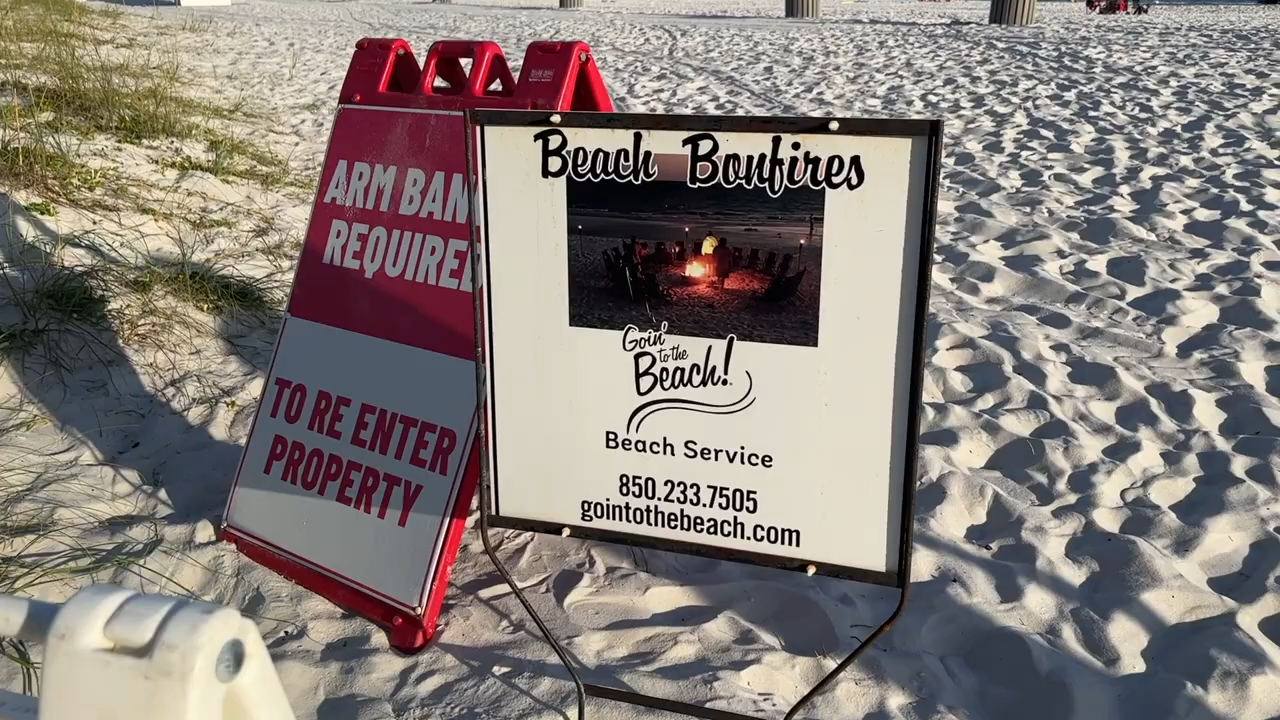 ARM BAN
REQUIRED
TO RE ENTER
PROPERTY
Beach Bonfires
Goin'
to the
Beach!
Beach Service
850.233.7505
gointothebeach.com